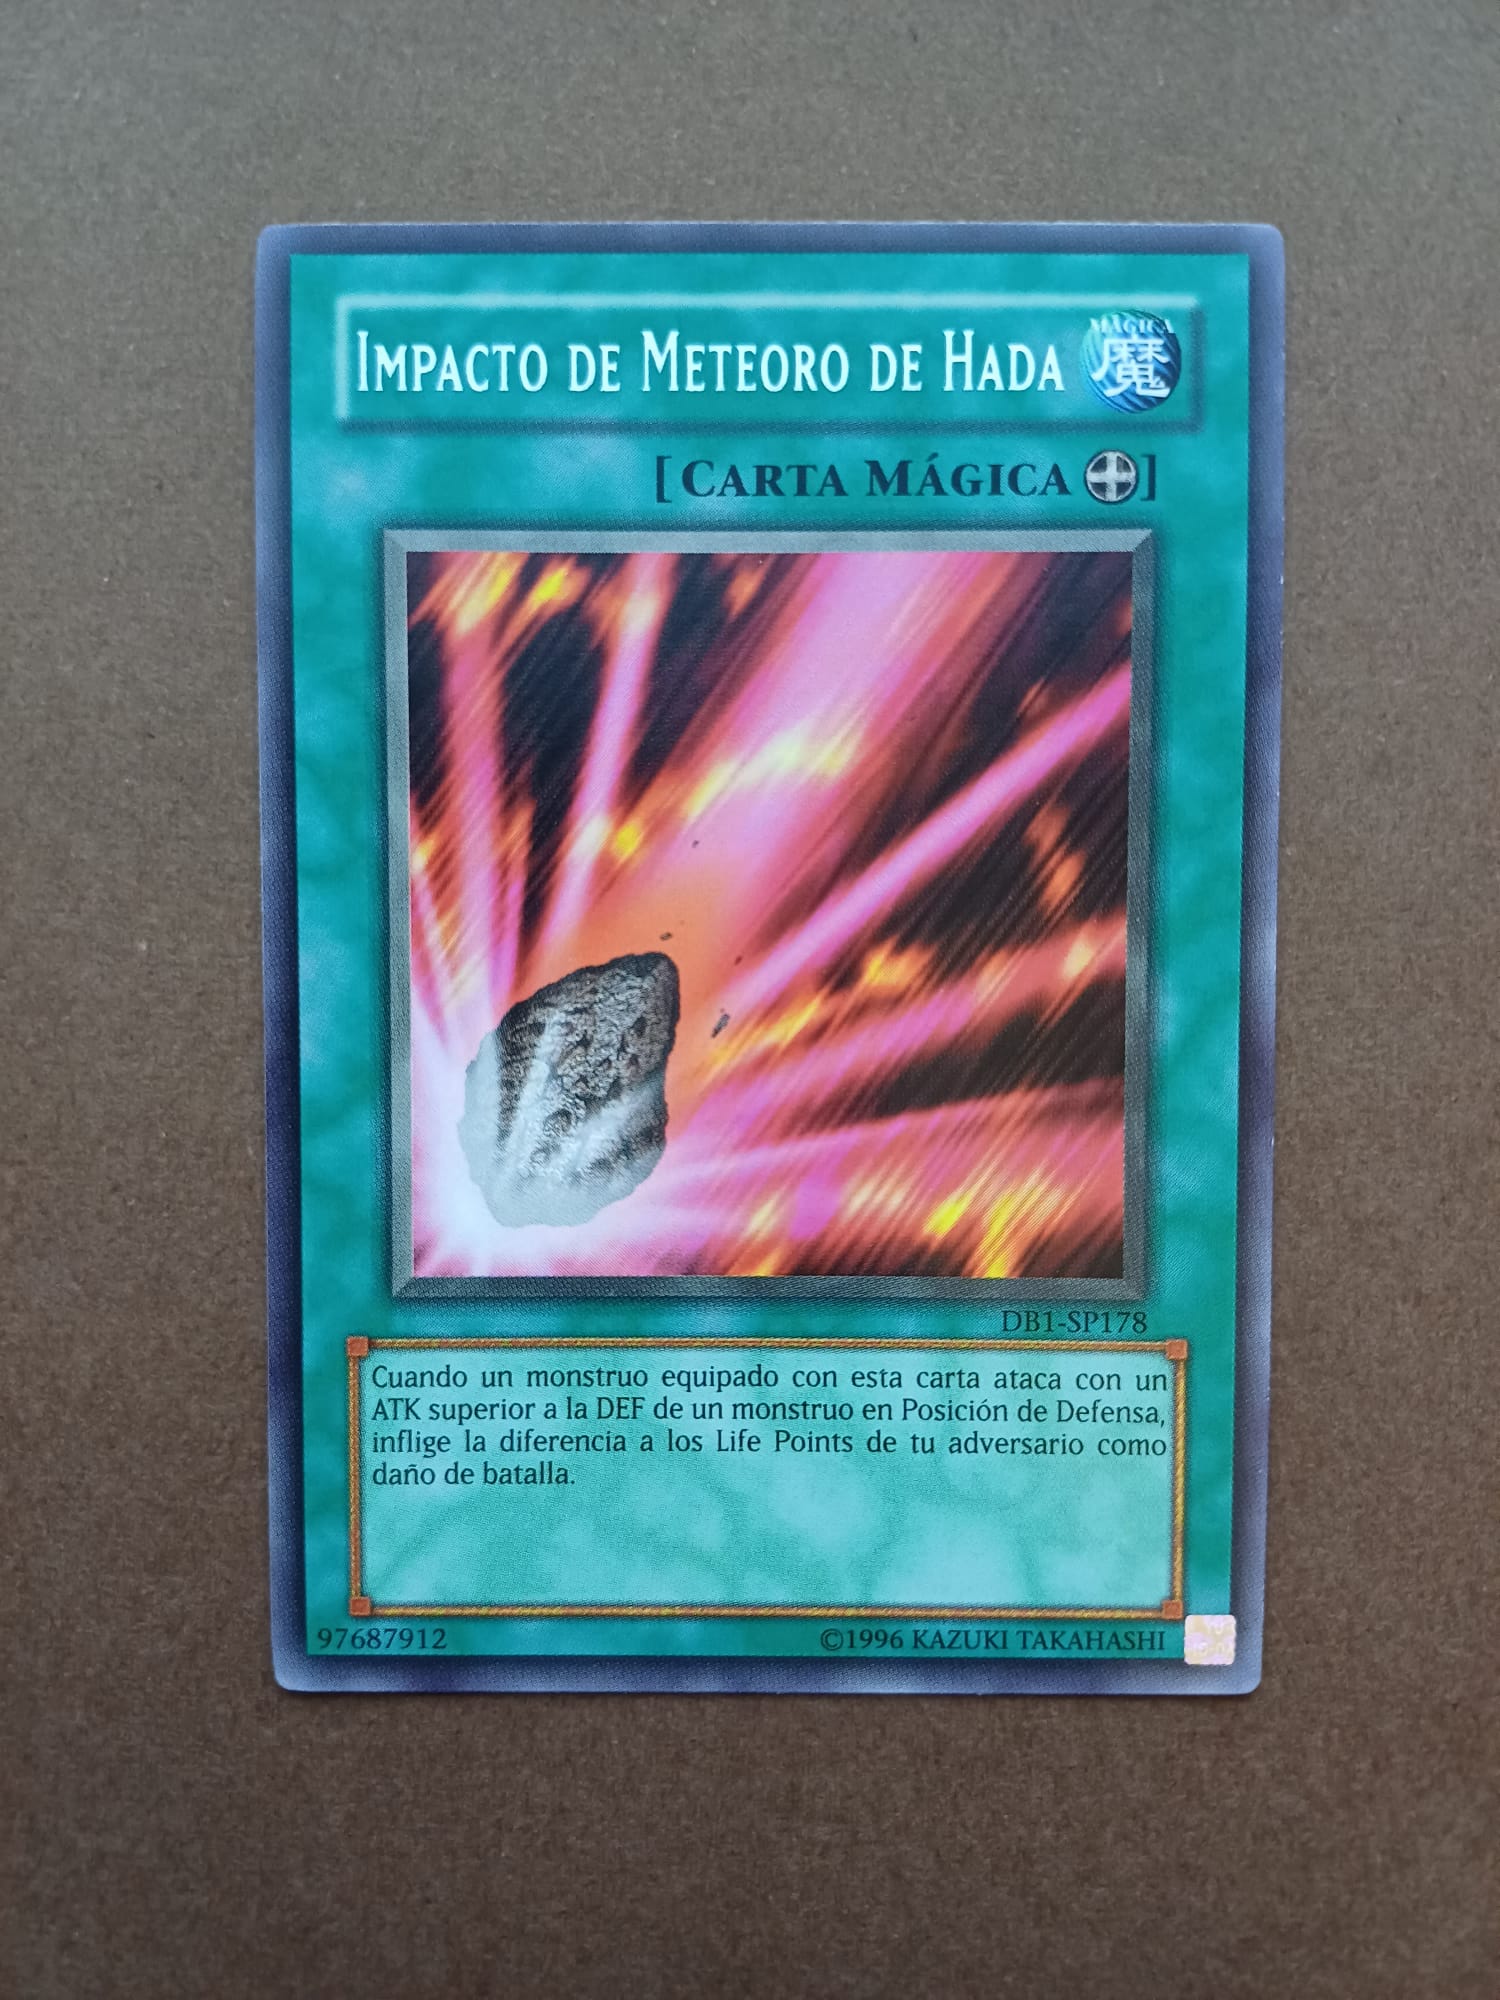 IMPACTO DE METEORO DE HADA
MÁGICA
魔
[CARTA MÁGICA]
DB1-SP178
Cuando un monstruo equipado con esta carta ataca con un
ATK superior a la DEF de un monstruo en Posición de Defensa,
inflige la diferencia a los Life Points de tu adversario como
daño de batalla.
97687912
©1996 KAZUKI TAKAHASHI